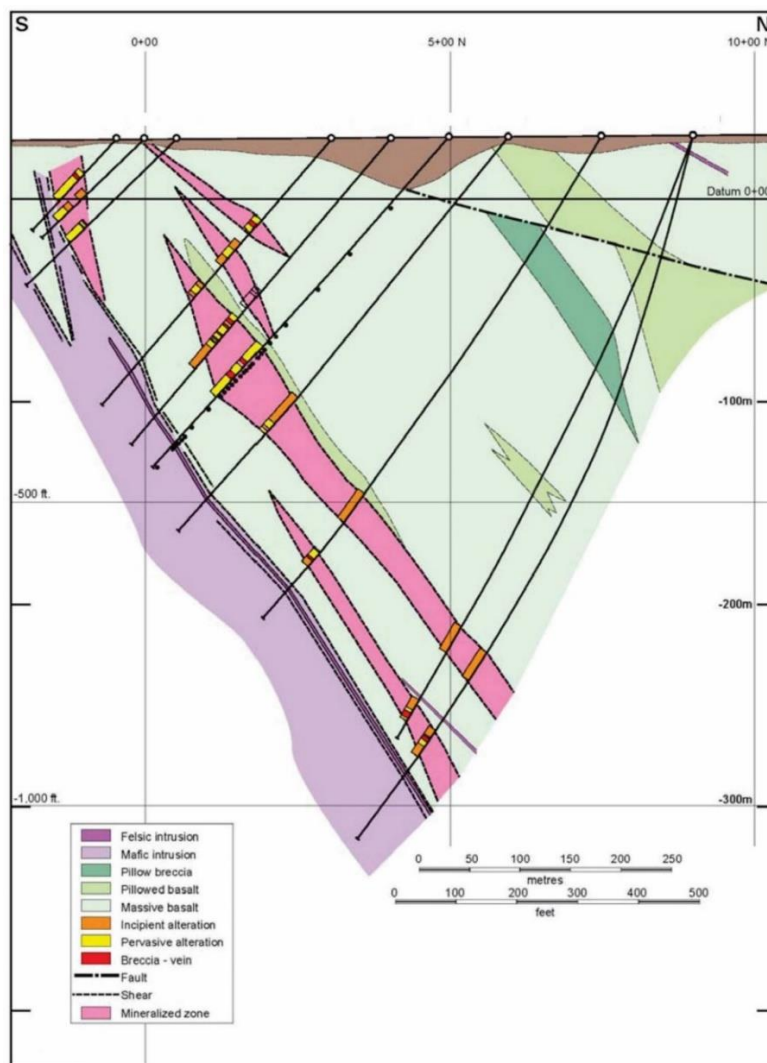 S
N
0+00
5+00 N
10+00 N
Datum 0+00
-100m
-500 ft.
-200m
-1,000 ft.
-300m
Felsic intrusion
Mafic intrusion
Pillow breccia
Pillowed basalt
Massive basalt
Incipient alteration
Pervasive alteration
Breccia - vein
Fault
Shear
Mineralized zone
0 50 100 150 200 250
metres
0 100 200 300 400 500
feet